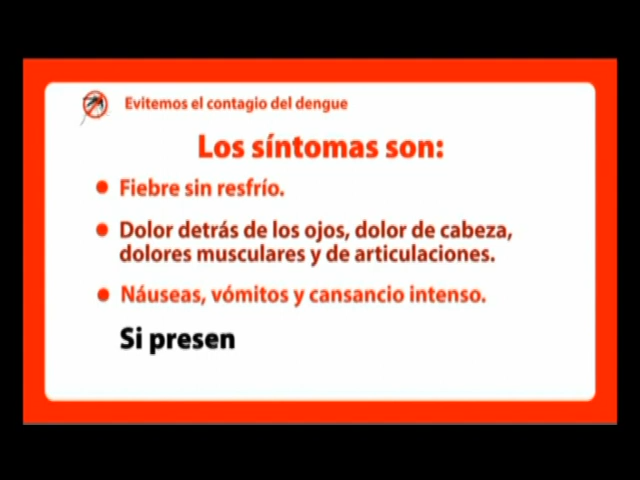 Evitemos el contagio del dengue
Los síntomas son:
Fiebre sin resfrío.
Dolor detrás de los ojos, dolor de cabeza,
dolores musculares y de articulaciones.
Náuseas, vómitos y cansancio intenso.
Si presen